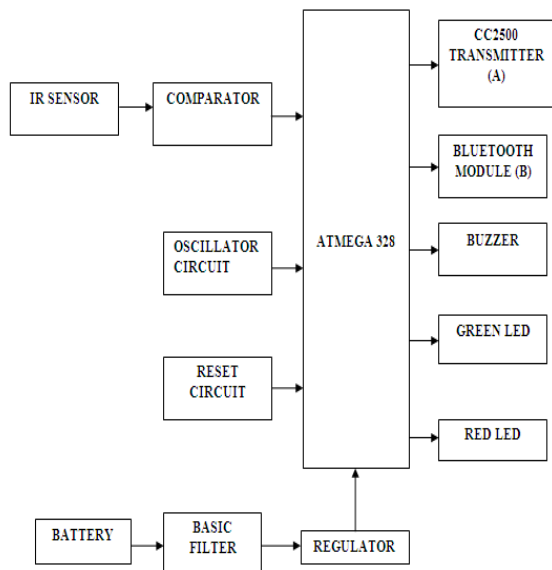 CC2500
TRANSMITTER
(A)
IR SENSOR
COMPARATOR
BLUETOOTH
MODULE (B)
ATMEGA 328
OSCILLATOR
CIRCUIT
BUZZER
GREEN LED
RESET
CIRCUIT
RED LED
BATTERY
BASIC
FILTER
REGULATOR